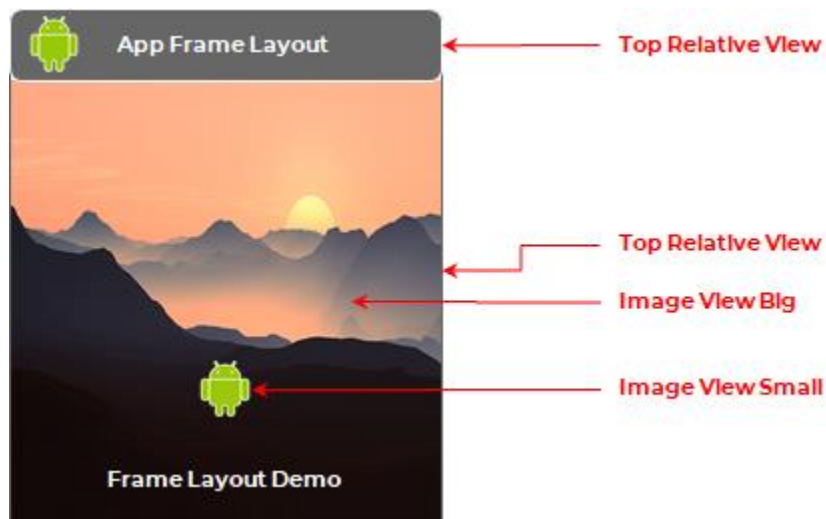 App Frame Layout
Top Relative View
Top Relative View
Image View Big
Image View Small
Frame Layout Demo